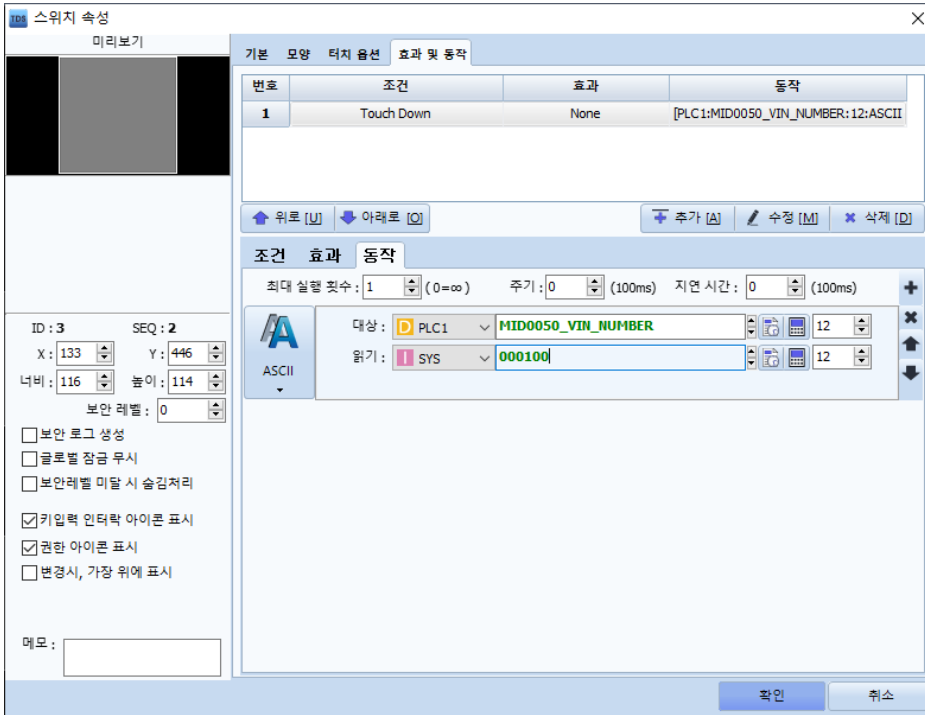 TDS 스위치 속성
미리보기
기본 모양 터치 옵션 효과 및 동작
번호 조건 효과 동작
1 Touch Down None [PLC1:MID0050_VIN_NUMBER:12:ASCII
위로 [U] 아래로 [O] 추가 [A] 수정 [M] 삭제 [D]
조건 효과 동작
최대 실행 횟수 : 1 ( 0=∞ ) 주기 : 0 (100ms) 지연 시간 : 0 (100ms)
대상 : D PLC1 MID0050_VIN_NUMBER 12
읽기 : I SYS 000100 12
ASCII
ID : 3 SEQ : 2
X : 133 Y : 446
너비 : 116 높이 : 114
보안 레벨 : 0
보안 로그 생성
글로벌 잠금 무시
보안레벨 미달 시 숨김처리
키입력 인터락 아이콘 표시
권한 아이콘 표시
변경시, 가장 위에 표시
메모 :
확인 취소